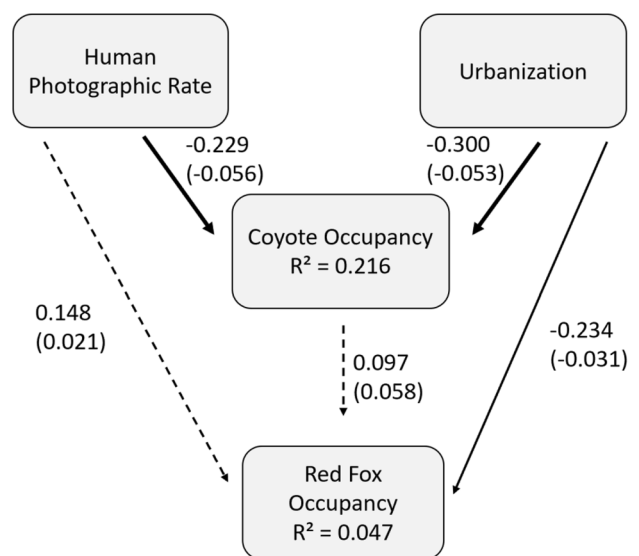 Human
Photographic Rate
Urbanization
-0.229
(-0.056)
-0.300
(-0.053)
Coyote Occupancy
R² = 0.216
0.148
(0.021)
-0.234
(-0.031)
0.097
(0.058)
Red Fox
Occupancy
R² = 0.047